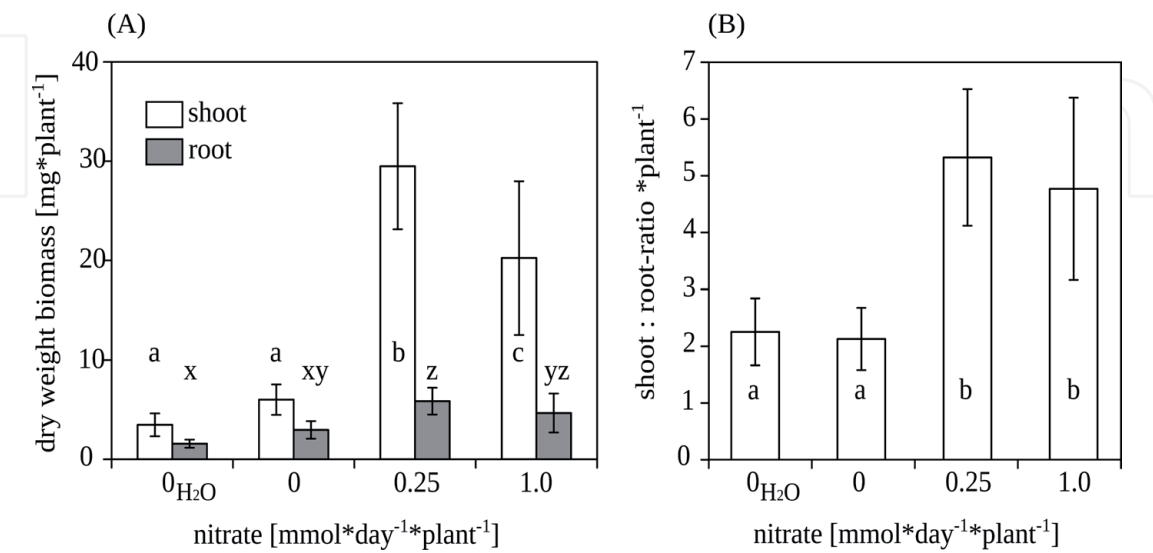 (A)
40
30
20
10
0
dry weight biomass [mg*plant⁻¹]
shoot
root
a
x
a
xy
b
z
c
yz
0H₂O
0
0.25
1.0
nitrate [mmol*day⁻¹*plant⁻¹]
(B)
7
6
5
4
3
2
1
0
shoot : root-ratio *plant⁻¹
a
a
b
b
0H₂O
0
0.25
1.0
nitrate [mmol*day⁻¹*plant⁻¹]